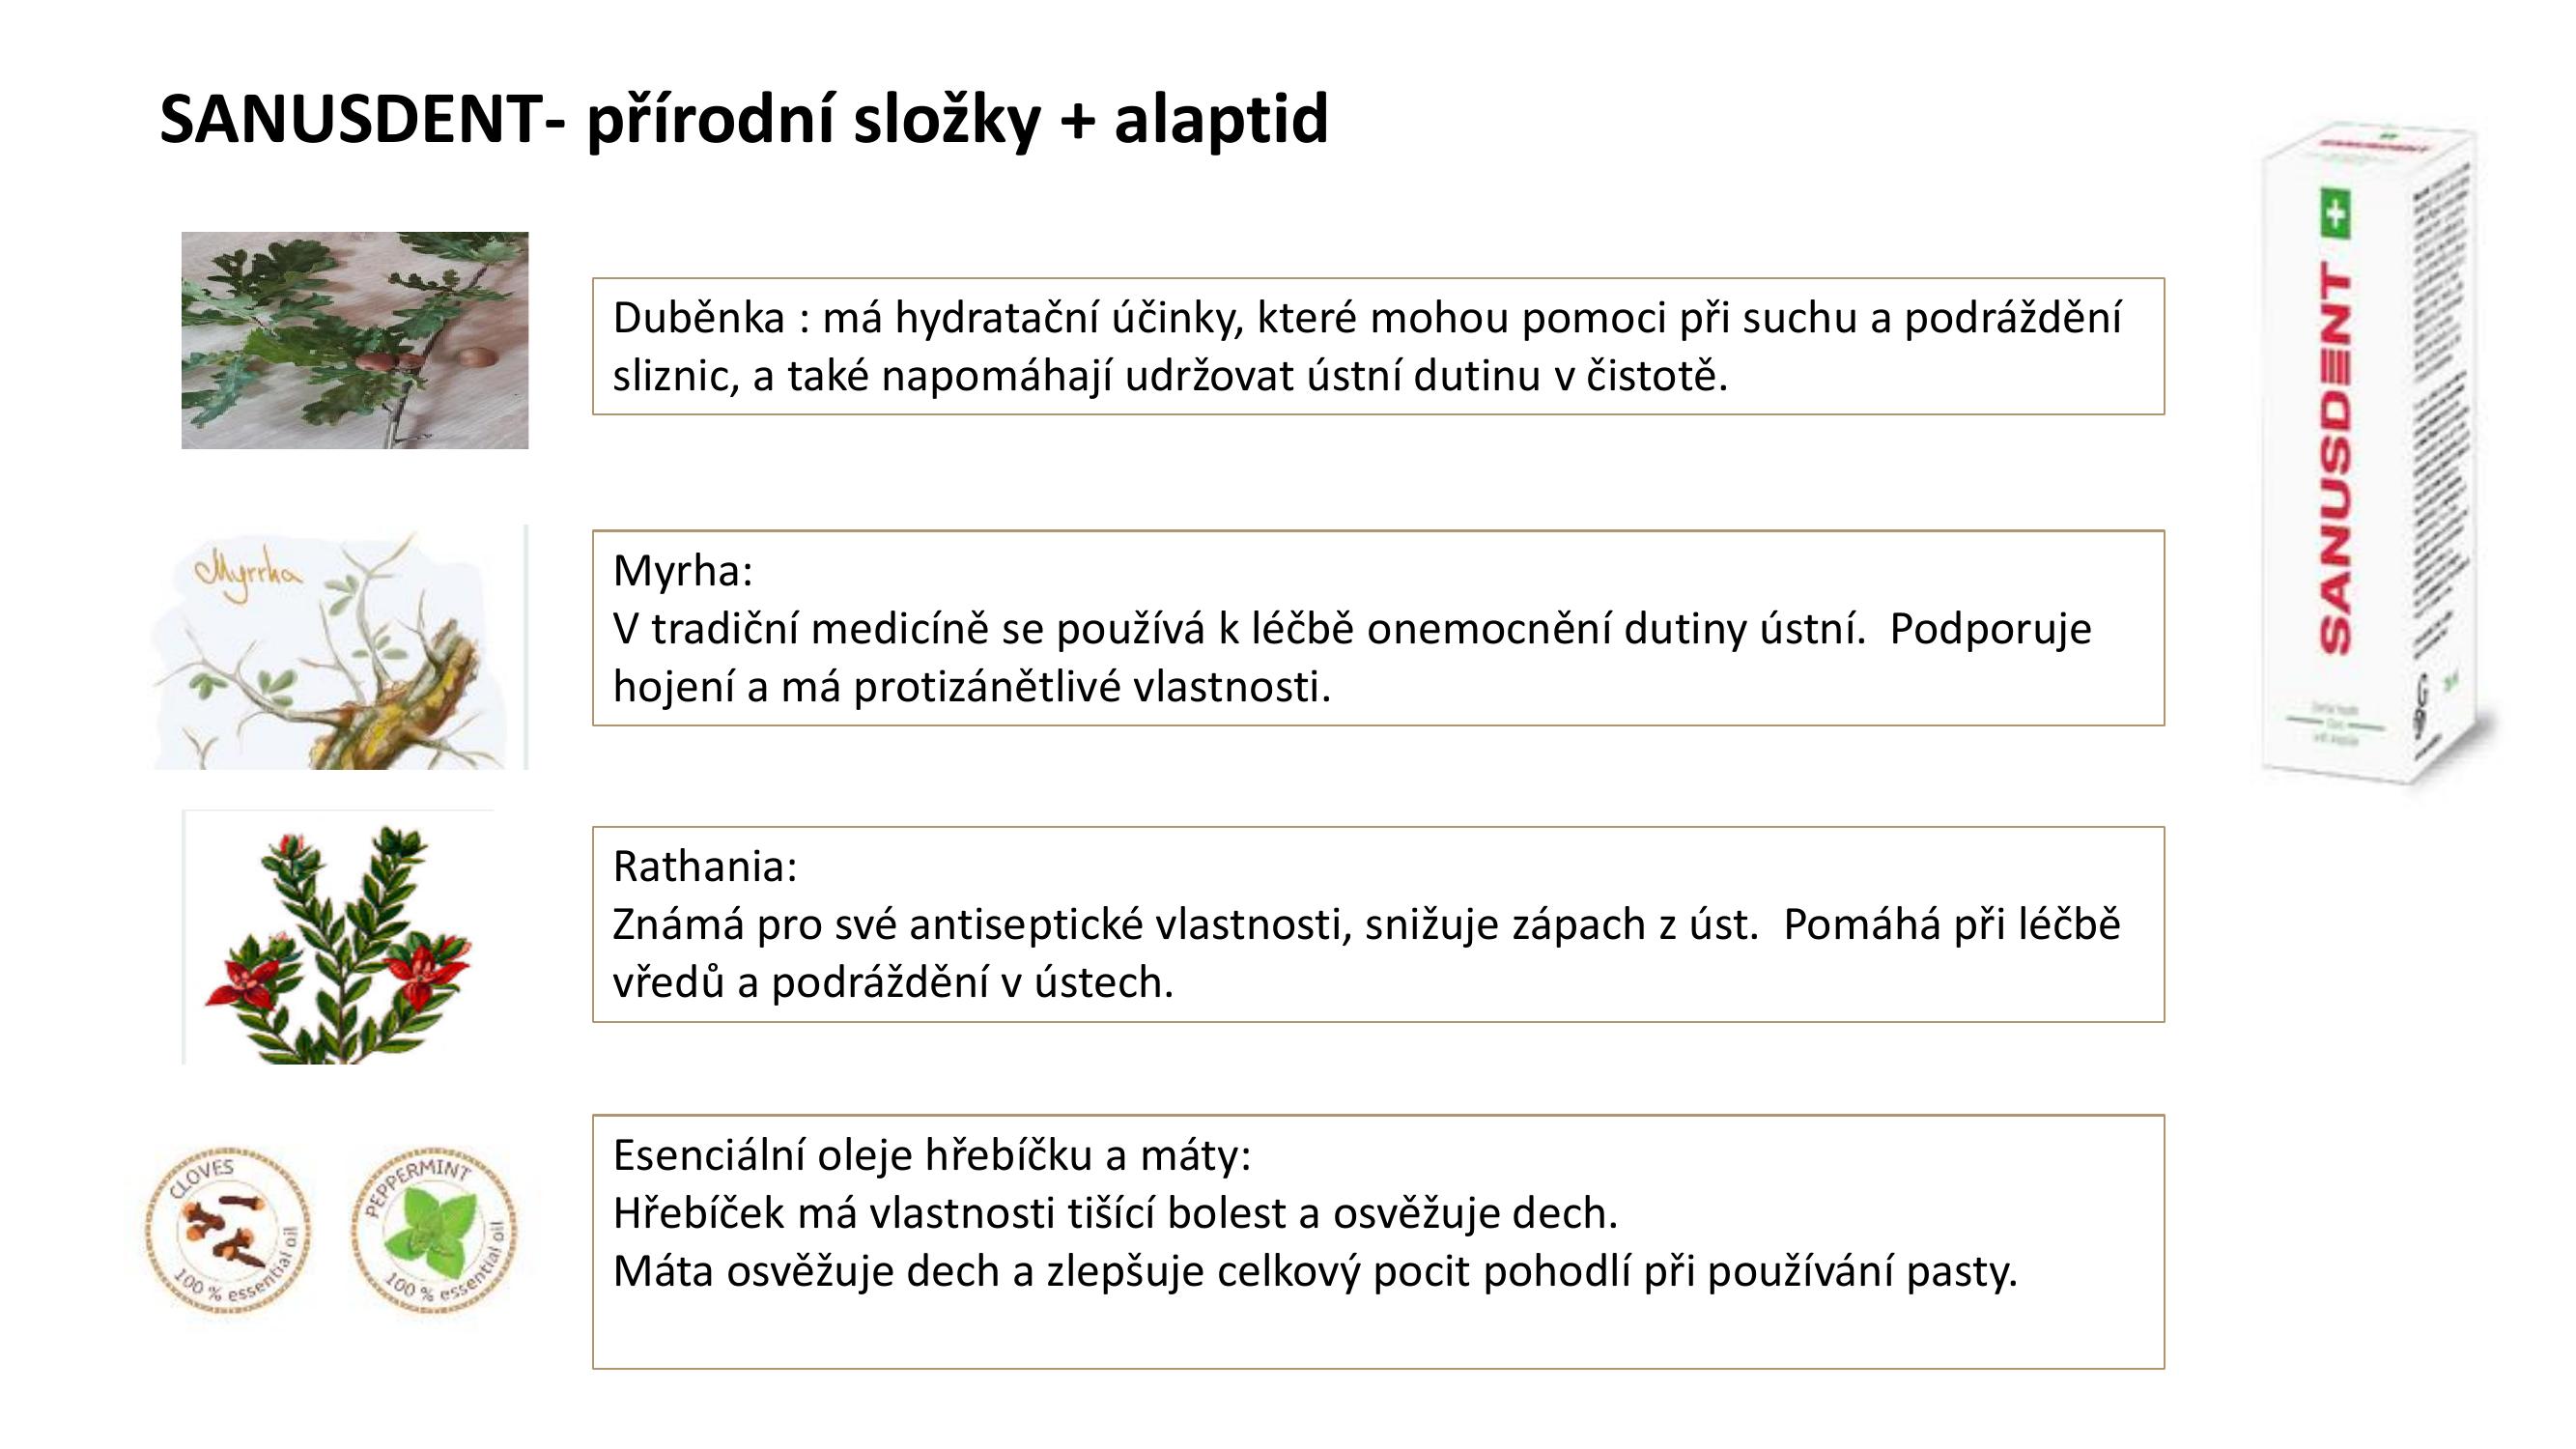 SANUSDENT- přírodní složky + alaptid
Duběnka : má hydratační účinky, které mohou pomoci při suchu a podráždění
sliznic, a také napomáhají udržovat ústní dutinu v čistotě.
Myrrha
Myrha:
V tradiční medicíně se používá k léčbě onemocnění dutiny ústní.  Podporuje
hojení a má protizánětlivé vlastnosti.
Rathania:
Známá pro své antiseptické vlastnosti, snižuje zápach z úst.  Pomáhá při léčbě
vředů a podráždění v ústech.
CLOVES
100 % essential oil
PEPPERMINT
100 % essential oil
Esenciální oleje hřebíčku a máty:
Hřebíček má vlastnosti tišící bolest a osvěžuje dech.
Máta osvěžuje dech a zlepšuje celkový pocit pohodlí při používání pasty.
SANUSDENT
SANUSDENT